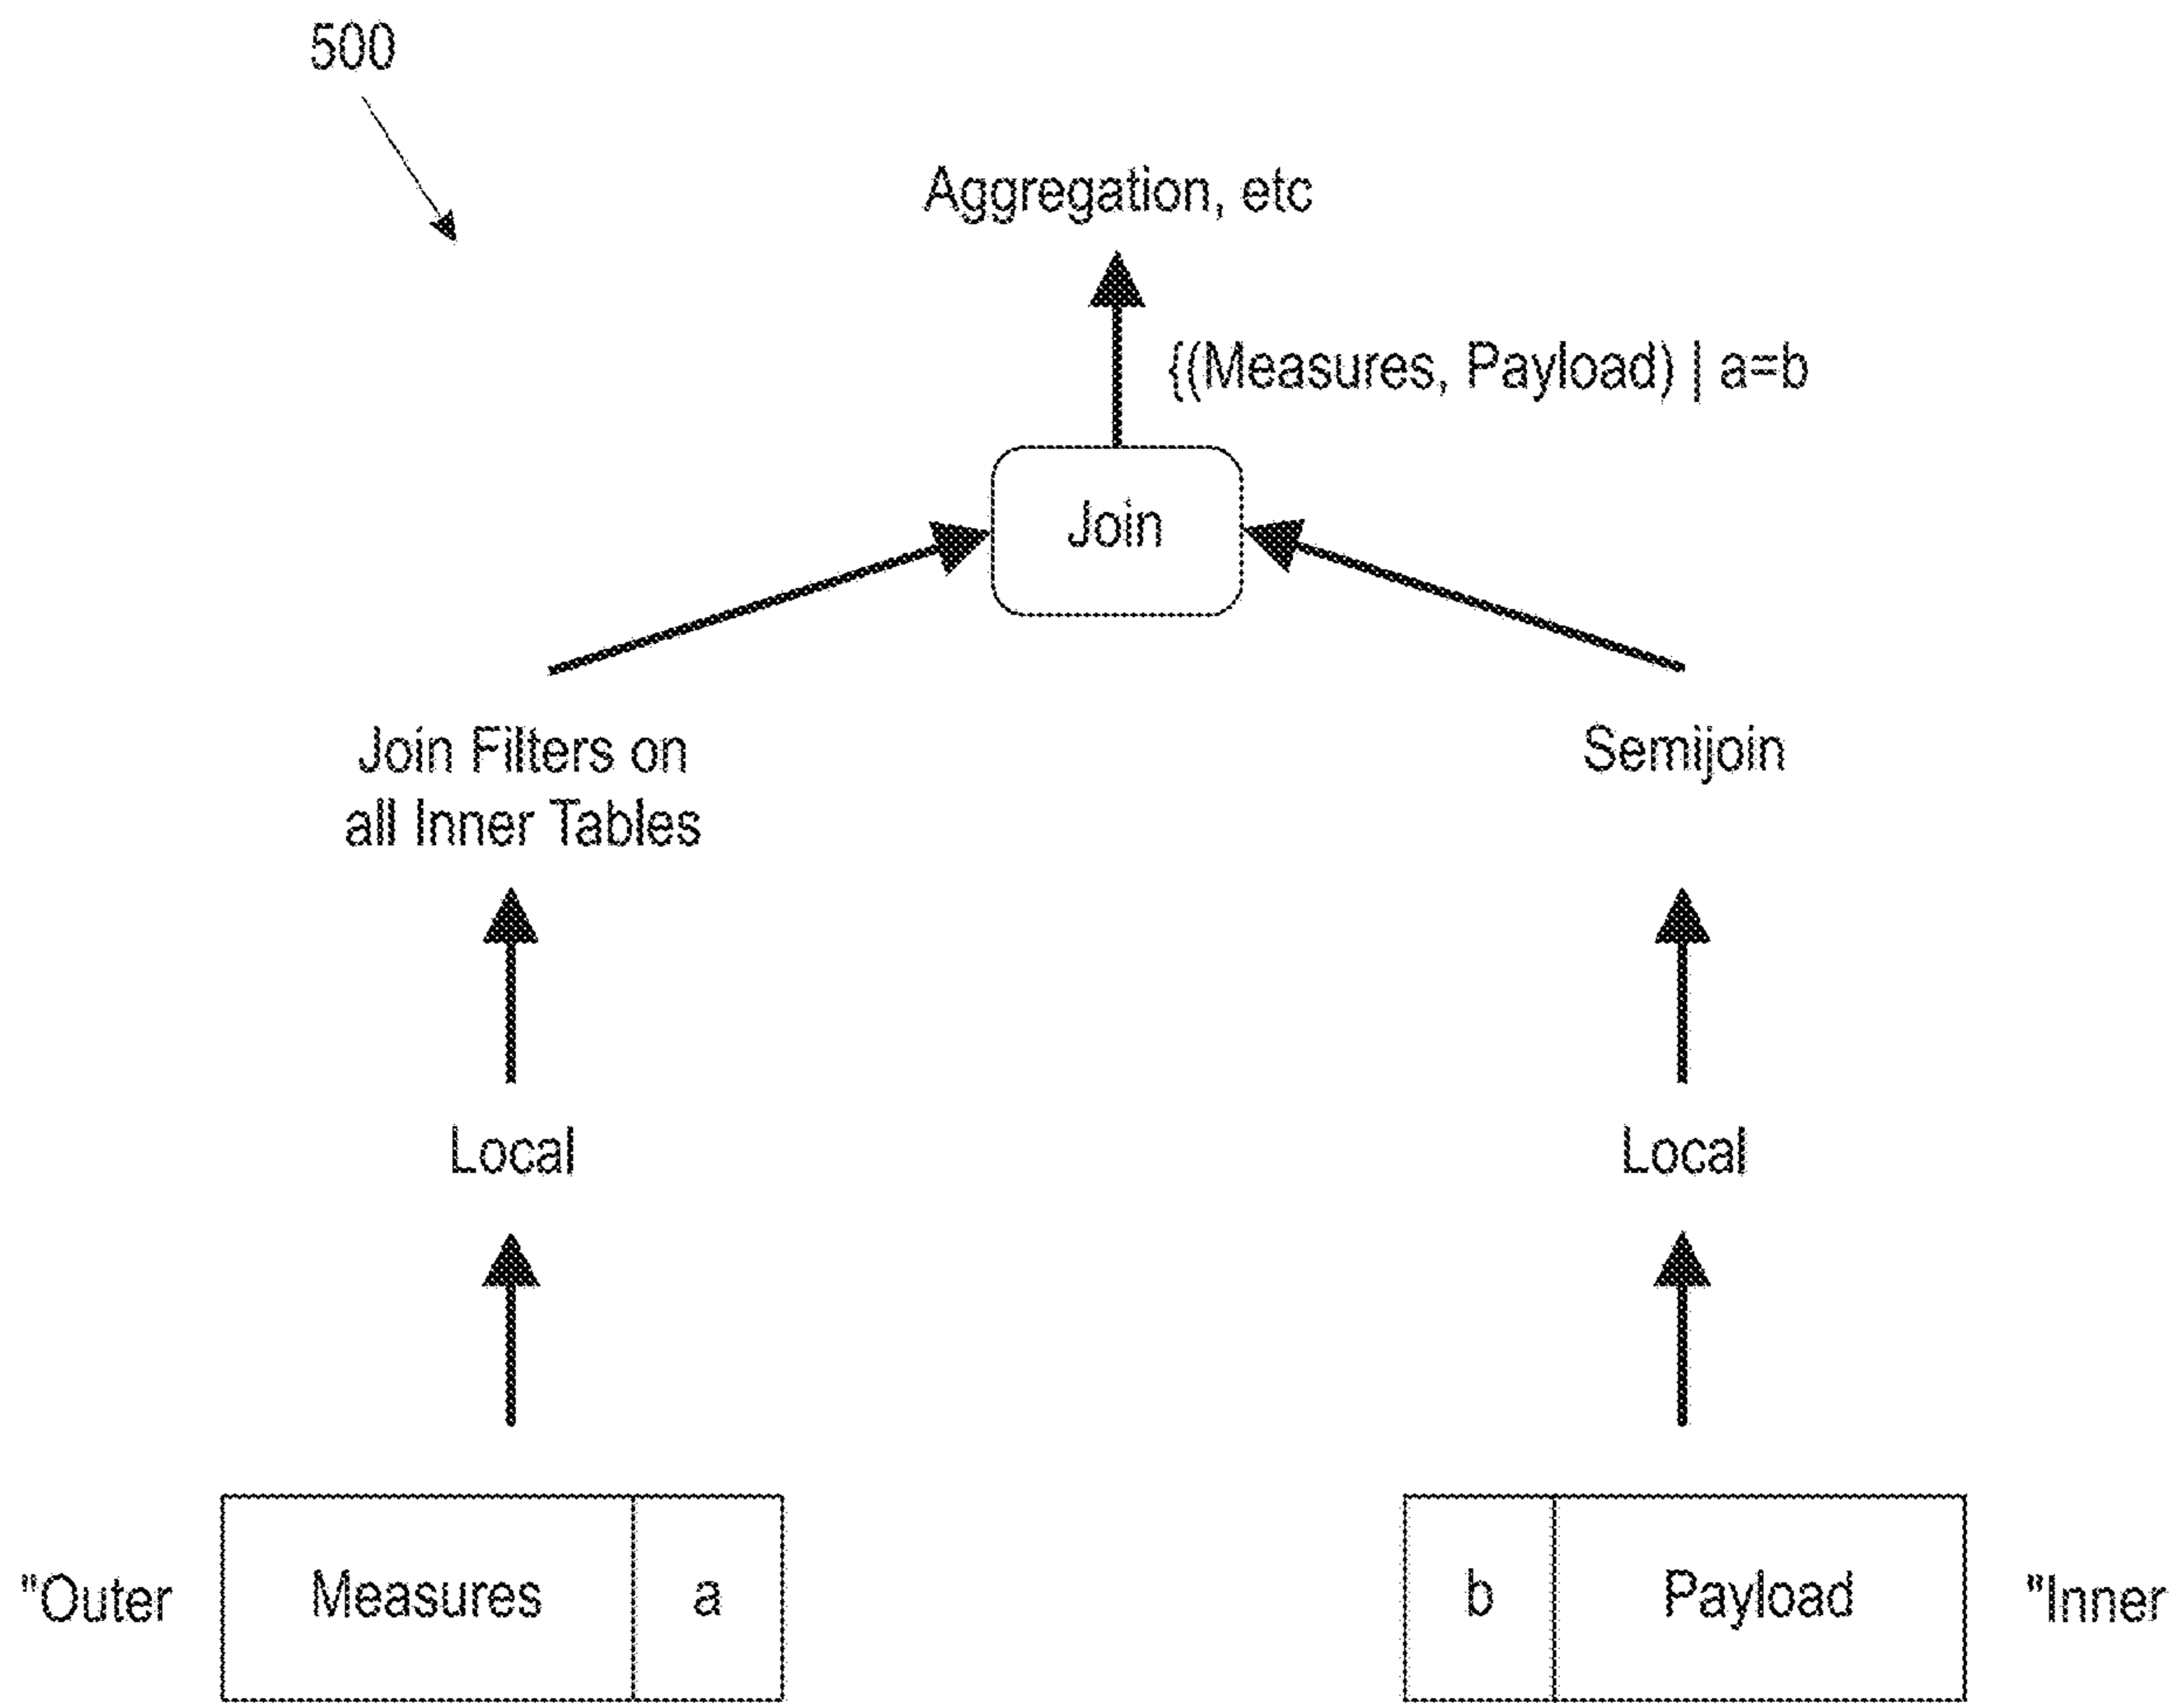 500
Aggregation, etc
{(Measures, Payload) | a=b
Join
Join Filters on
all Inner Tables
Semijoin
Local
Local
"Outer
Measures
a
b
Payload
"Inner